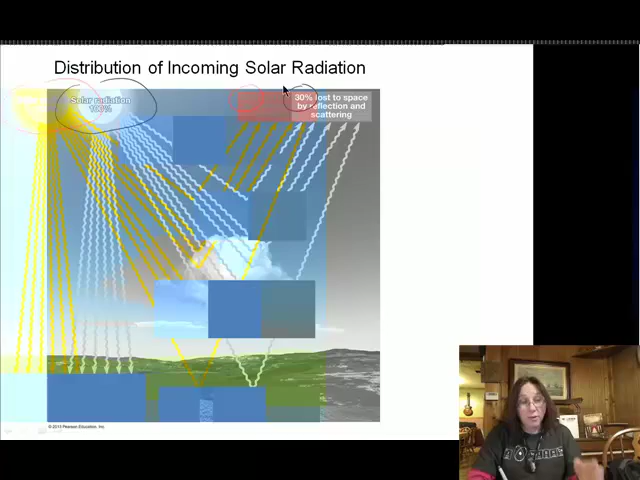 Distribution of Incoming Solar Radiation
Solar radiation
100%
30% lost to space
by reflection and
scattering
© 2013 Pearson Education, Inc.